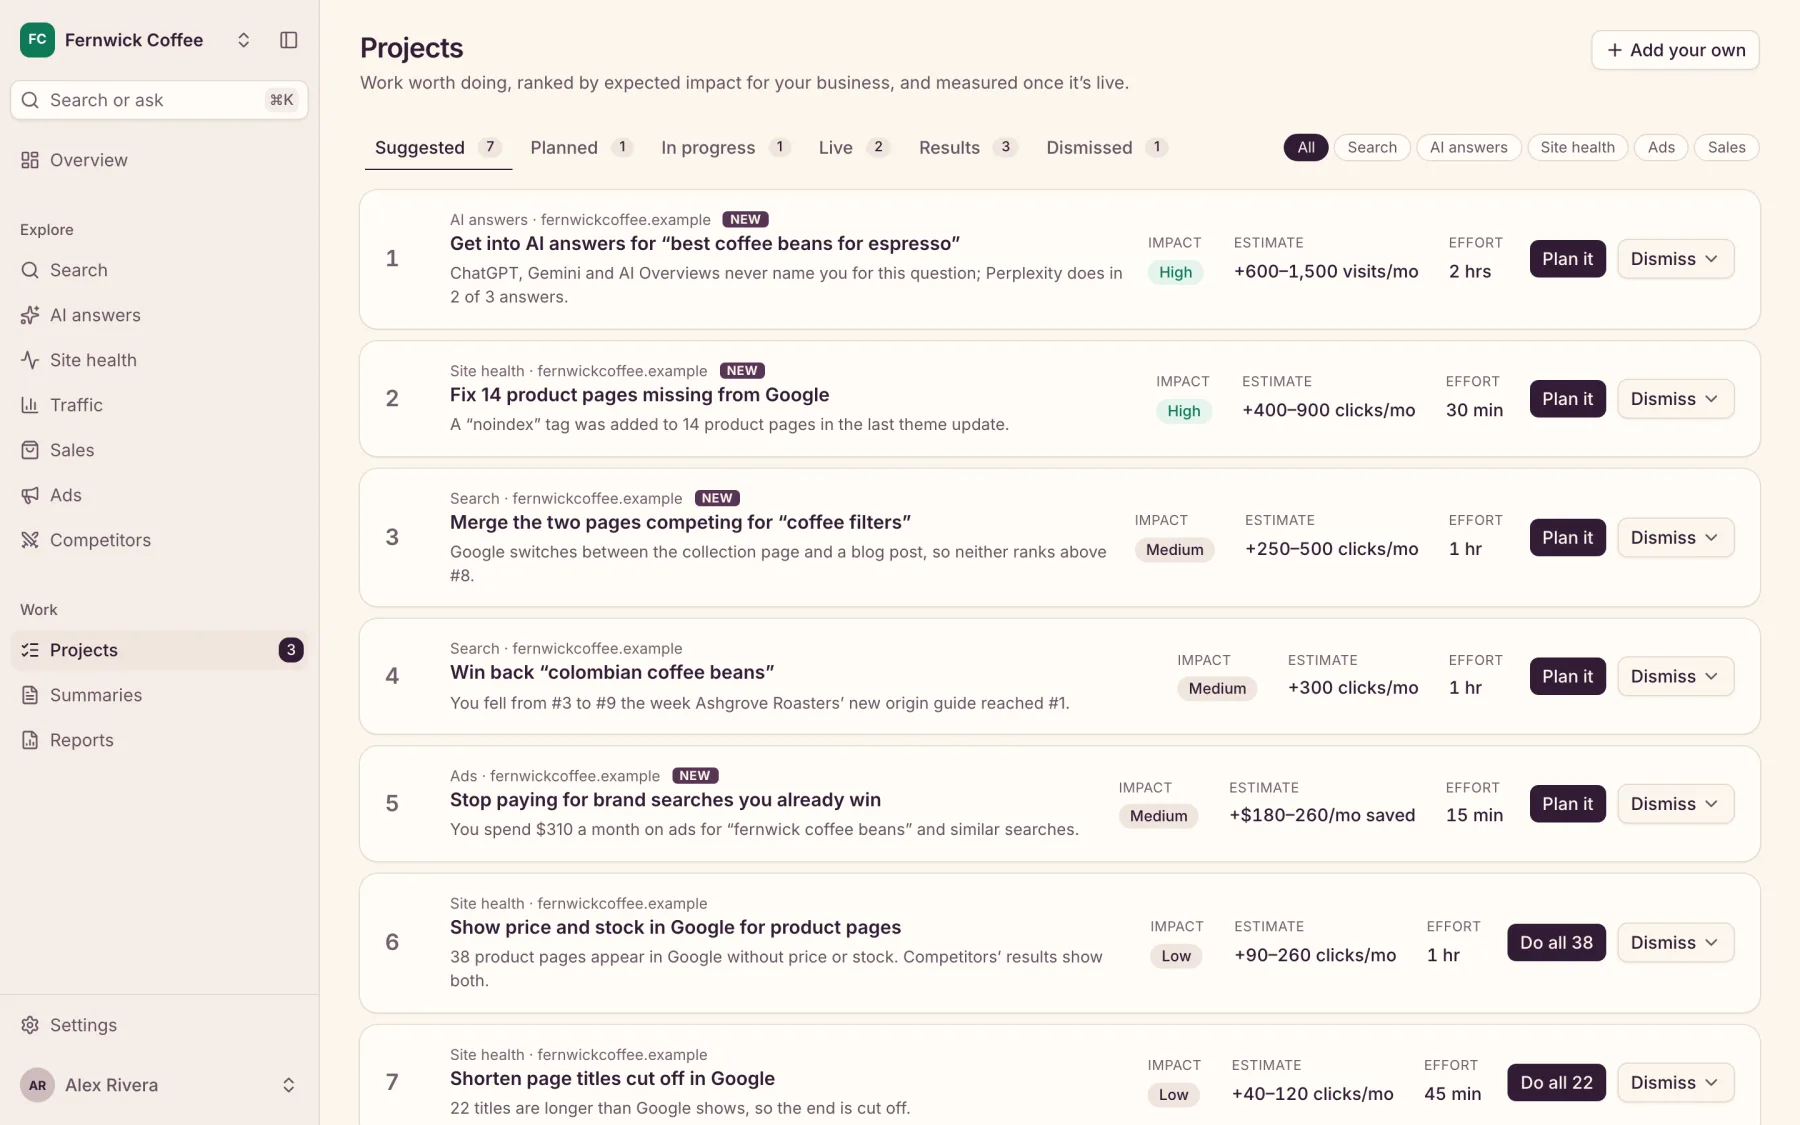 FC Fernwick Coffee
Search or ask ⌘K
Overview
Explore
Search
AI answers
Site health
Traffic
Sales
Ads
Competitors
Work
Projects 3
Summaries
Reports
Settings
AR Alex Rivera
Projects
Work worth doing, ranked by expected impact for your business, and measured once it’s live.
+ Add your own
Suggested 7 Planned 1 In progress 1 Live 2 Results 3 Dismissed 1
All Search AI answers Site health Ads Sales
1
AI answers · fernwickcoffee.example NEW
Get into AI answers for “best coffee beans for espresso”
ChatGPT, Gemini and AI Overviews never name you for this question; Perplexity does in
2 of 3 answers.
IMPACT ESTIMATE EFFORT
High +600–1,500 visits/mo 2 hrs
Plan it Dismiss
2
Site health · fernwickcoffee.example NEW
Fix 14 product pages missing from Google
A “noindex” tag was added to 14 product pages in the last theme update.
IMPACT ESTIMATE EFFORT
High +400–900 clicks/mo 30 min
Plan it Dismiss
3
Search · fernwickcoffee.example NEW
Merge the two pages competing for “coffee filters”
Google switches between the collection page and a blog post, so neither ranks above
#8.
IMPACT ESTIMATE EFFORT
Medium +250–500 clicks/mo 1 hr
Plan it Dismiss
4
Search · fernwickcoffee.example
Win back “colombian coffee beans”
You fell from #3 to #9 the week Ashgrove Roasters’ new origin guide reached #1.
IMPACT ESTIMATE EFFORT
Medium +300 clicks/mo 1 hr
Plan it Dismiss
5
Ads · fernwickcoffee.example NEW
Stop paying for brand searches you already win
You spend $310 a month on ads for “fernwick coffee beans” and similar searches.
IMPACT ESTIMATE EFFORT
Medium +$180–260/mo saved 15 min
Plan it Dismiss
6
Site health · fernwickcoffee.example
Show price and stock in Google for product pages
38 product pages appear in Google without price or stock. Competitors’ results show
both.
IMPACT ESTIMATE EFFORT
Low +90–260 clicks/mo 1 hr
Do all 38 Dismiss
7
Site health · fernwickcoffee.example
Shorten page titles cut off in Google
22 titles are longer than Google shows, so the end is cut off.
IMPACT ESTIMATE EFFORT
Low +40–120 clicks/mo 45 min
Do all 22 Dismiss